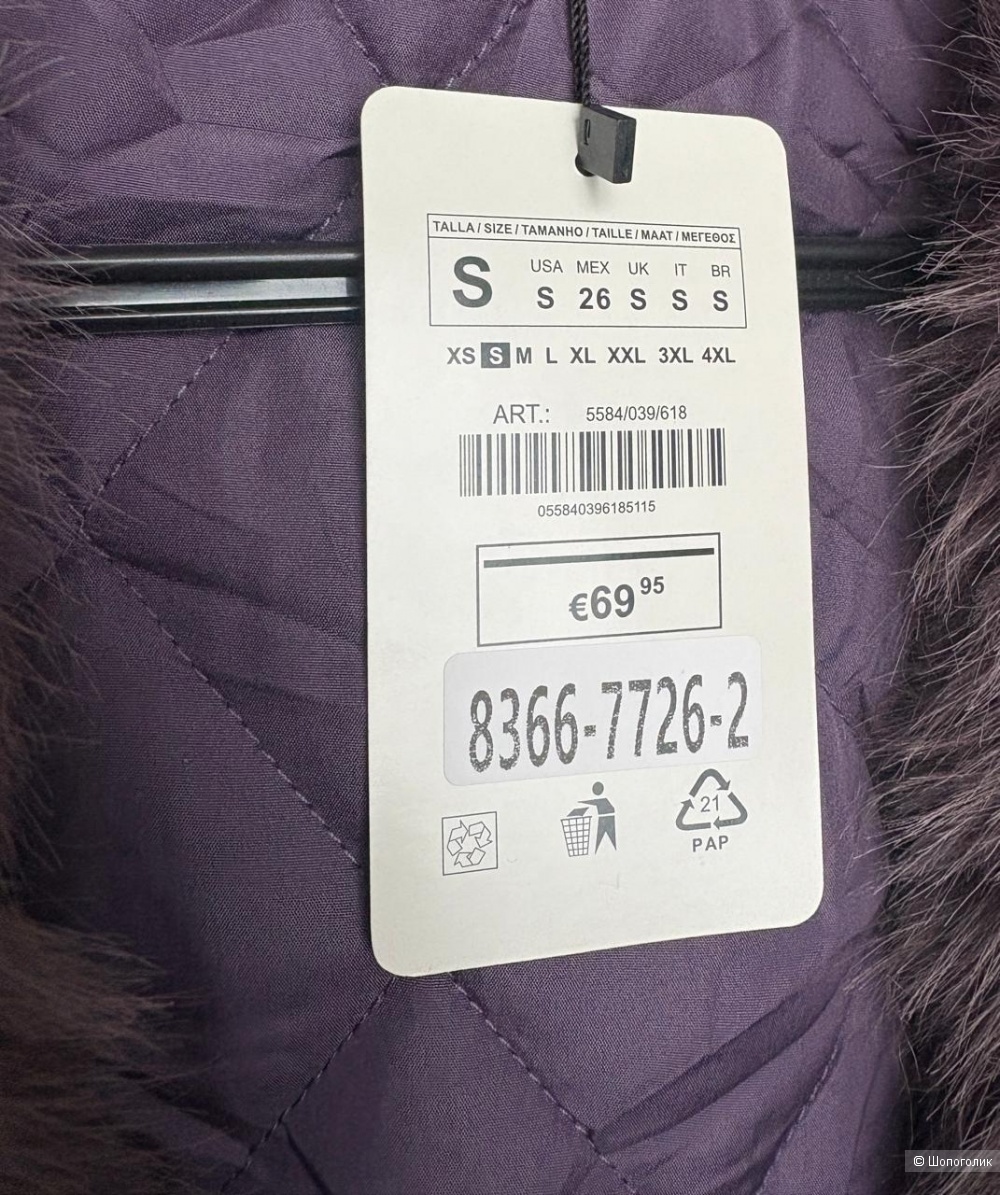 TALLA / SIZE / TAMANHO / TAILLE / MAAT / ΜΕΓΕΘΟΣ
S
USA MEX UK IT BR
S 26 S S S
XS S M L XL XXL 3XL 4XL
ART.: 5584/039/618
055840396185115
€69 95
8366-7726-2
21
PAP
© Шопоголик